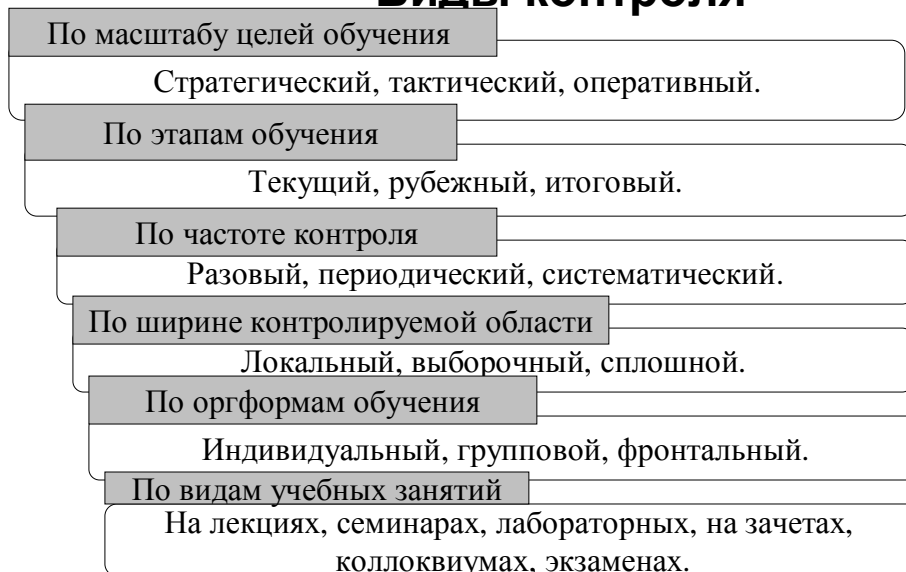 Виды контроля
По масштабу целей обучения
Стратегический, тактический, оперативный.
По этапам обучения
Текущий, рубежный, итоговый.
По частоте контроля
Разовый, периодический, систематический.
По ширине контролируемой области
Локальный, выборочный, сплошной.
По оргформам обучения
Индивидуальный, групповой, фронтальный.
По видам учебных занятий
На лекциях, семинарах, лабораторных, на зачетах,
коллоквиумах, экзаменах.